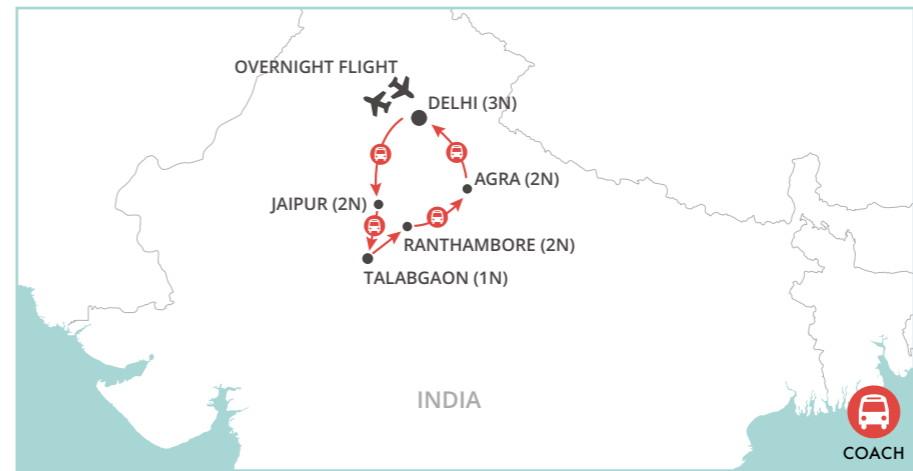 OVERNIGHT FLIGHT
DELHI (3N)
AGRA (2N)
JAIPUR (2N)
RANTHAMBORE (2N)
TALABGAON (1N)
INDIA
COACH